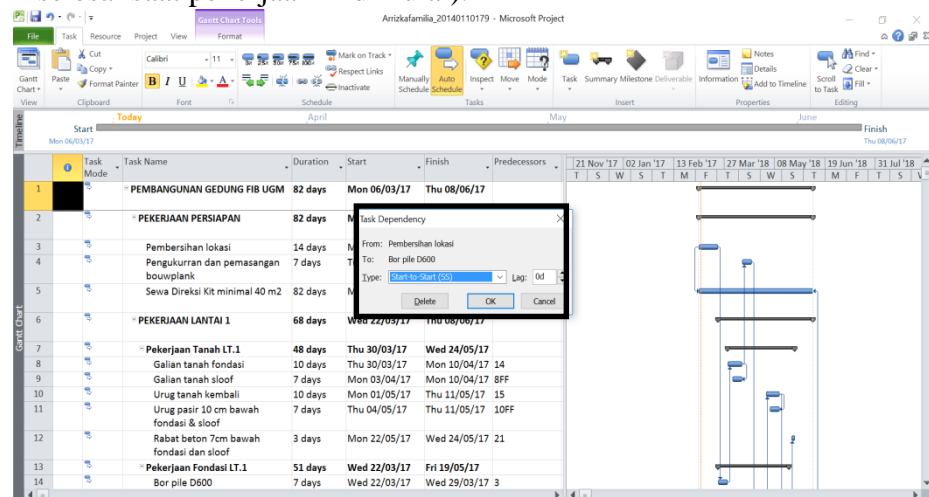 Arrizkafamilia_20140110179 - Microsoft Project
Gantt Chart Tools
File Task Resource Project View Format
Gantt Chart
View
Paste
Cut
Copy
Format Painter
Clipboard
Calibri 11
B I U A
Font
Mark on Track
Respect Links
Inactivate
Schedule
Manually Schedule
Auto Schedule
Inspect Move Mode
Tasks
Task Summary Milestone Deliverable
Insert
Information
Notes
Details
Add to Timeline
Properties
Scroll to Task
Find
Clear
Fill
Editing
Timeline
Today April May June
Start
Mon 06/03/17
Finish
Thu 08/06/17
Task Mode Task Name Duration Start Finish Predecessors
21 Nov '17 02 Jan '17 13 Feb '17 27 Mar '18 08 May '18 19 Jun '18 31 Jul '18
T S W S T M F T S W S T M F T S
Gantt Chart
1 PEMBANGUNAN GEDUNG FIB UGM 82 days Mon 06/03/17 Thu 08/06/17
2 PEKERJAAN PERSIAPAN 82 days
3 Pembersihan lokasi 14 days
4 Pengukurran dan pemasangan bouwplank 7 days
5 Sewa Direksi Kit minimal 40 m2 82 days
6 PEKERJAAN LANTAI 1 68 days Wed 22/03/17 Thu 08/06/17
7 Pekerjaan Tanah LT.1 48 days Thu 30/03/17 Wed 24/05/17
8 Galian tanah fondasi 10 days Thu 30/03/17 Mon 10/04/17 14
9 Galian tanah sloof 7 days Mon 03/04/17 Mon 10/04/17 8FF
10 Urug tanah kembali 10 days Mon 01/05/17 Thu 11/05/17 15
11 Urug pasir 10 cm bawah fondasi & sloof 7 days Thu 04/05/17 Thu 11/05/17 10FF
12 Rabat beton 7cm bawah fondasi dan sloof 3 days Mon 22/05/17 Wed 24/05/17 21
13 Pekerjaan Fondasi LT.1 51 days Wed 22/03/17 Fri 19/05/17
14 Bor pile D600 7 days Wed 22/03/17 Wed 29/03/17 3
Task Dependency
From: Pembersihan lokasi
To: Bor pile D600
Type: Start-to-Start (SS) Lag: 0d
Delete OK Cancel